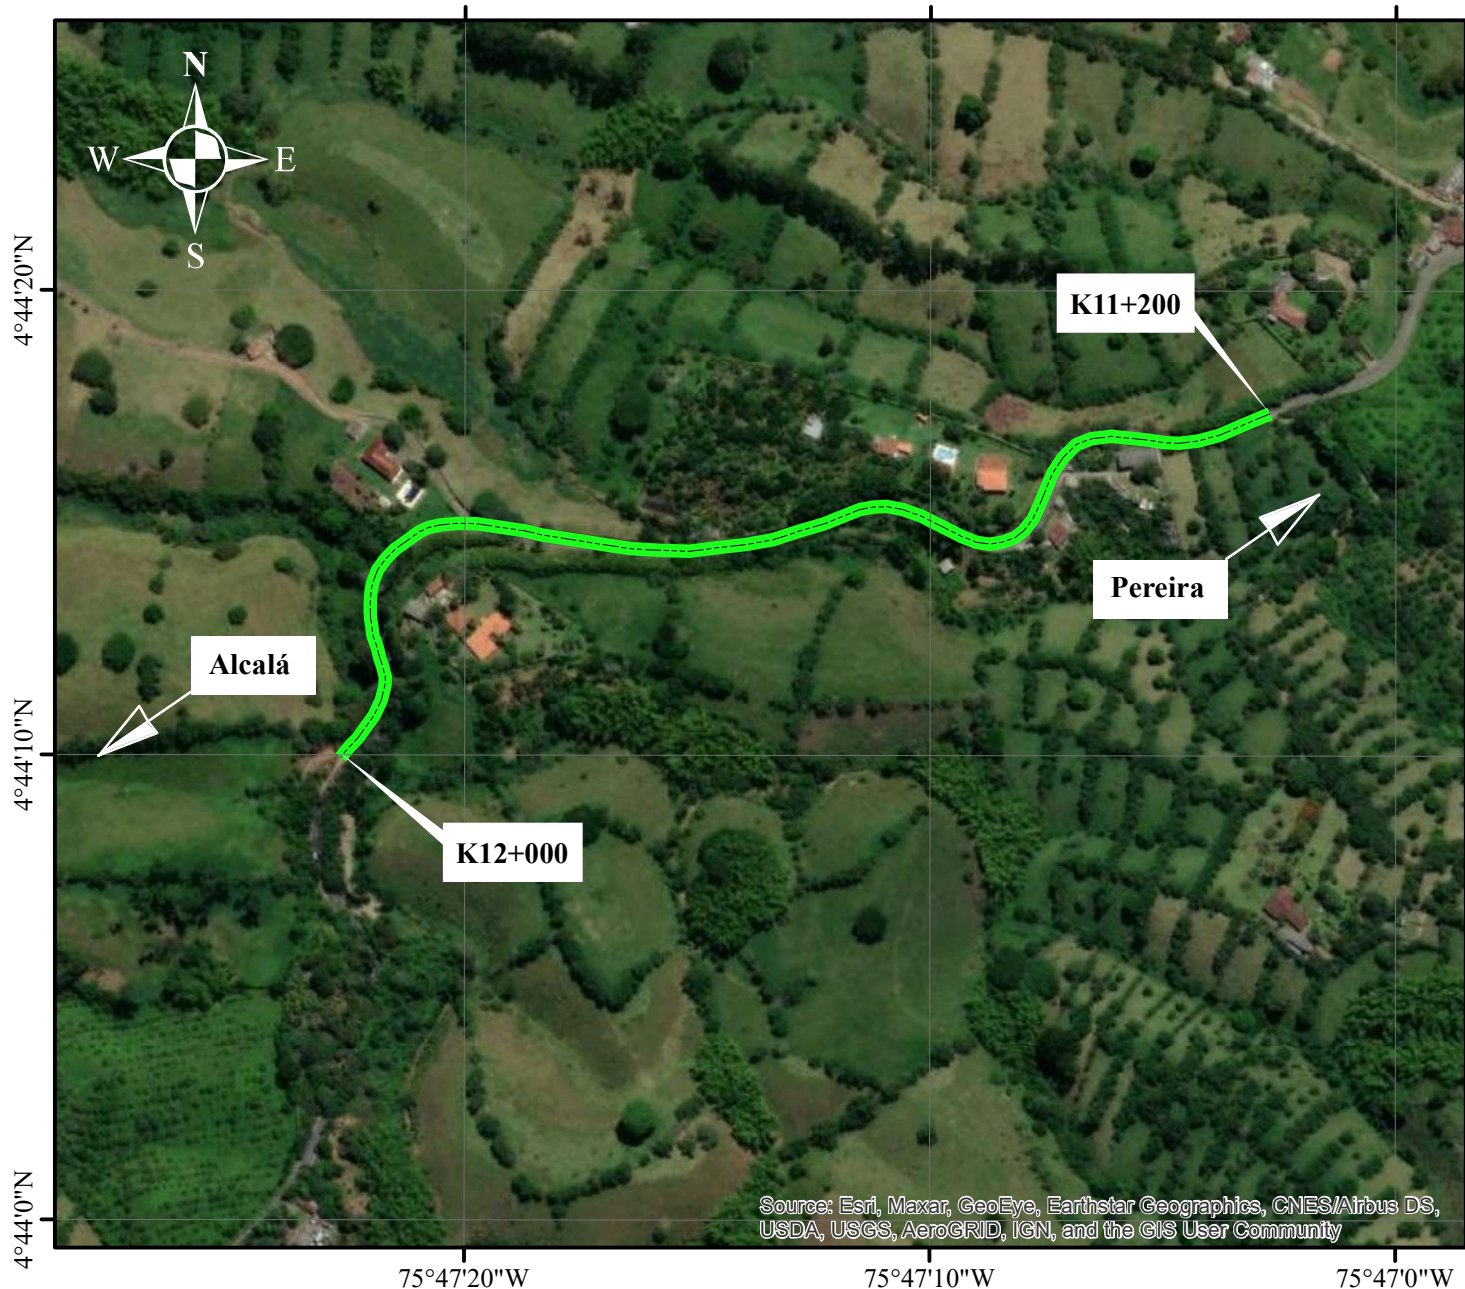 N
W E
S
4°44'20"N
K11+200
Pereira
Alcalá
4°44'10"N
K12+000
4°44'0"N
Source: Esri, Maxar, GeoEye, Earthstar Geographics, CNES/Airbus DS,
USDA, USGS, AeroGRID, IGN, and the GIS User Community
75°47'20"W 75°47'10"W 75°47'0"W